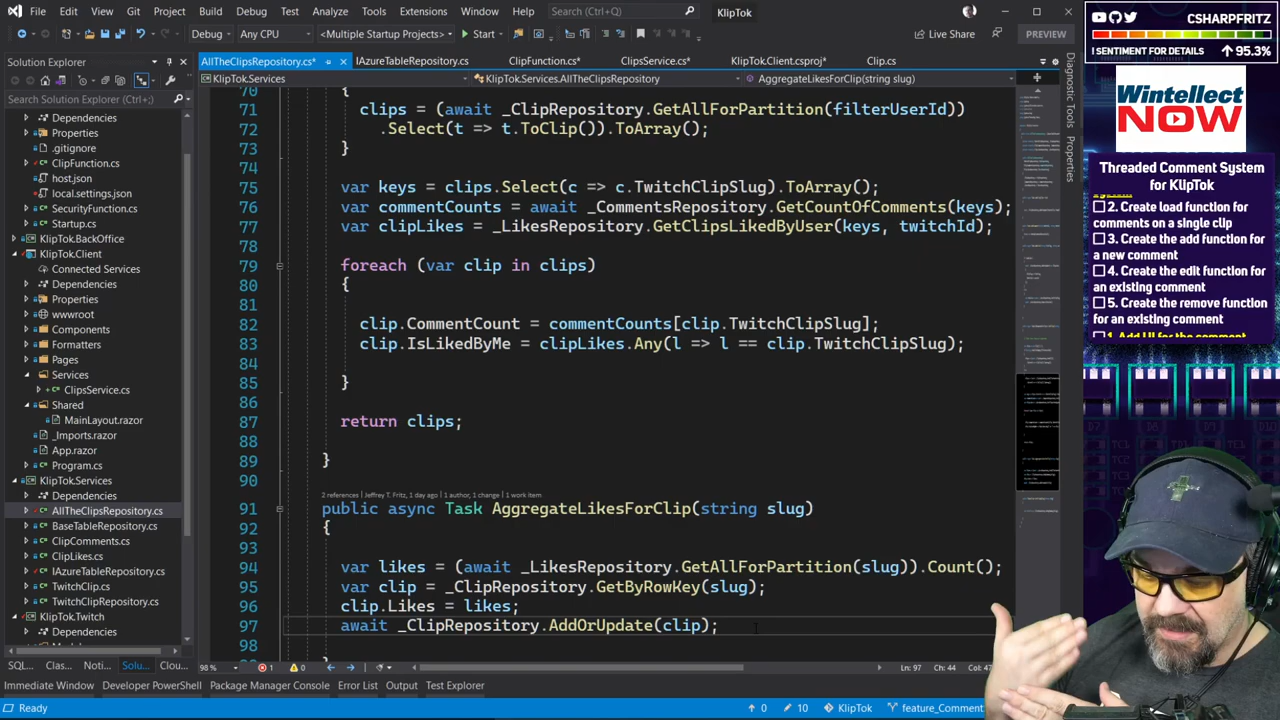 File Edit View Git Project Build Debug Test Analyze Tools Extensions Window Help Search (Ctrl+Q) KlipTok
Debug Any CPU <Multiple Startup Projects> Start Live Share PREVIEW
Solution Explorer
Search Solution Explorer (Ctrl+;)
Dependencies
Properties
.gitignore
ClipFunction.cs
host.json
local.settings.json
SecurityFunction.cs
Startup.cs
KlipTok.BackOffice
KlipTok.Client
Connected Services
Dependencies
Properties
wwwroot
Components
Formatters
Pages
Services
ClipsService.cs
Shared
MainLayout.razor
_Imports.razor
App.razor
Program.cs
KlipTok.Services
Dependencies
AllTheClipsRepository.cs
BaseTableRepository.cs
ClipComments.cs
ClipLikes.cs
IAzureTableRepository.cs
TwitchClip.cs
TwitchClipRepository.cs
KlipTok.Twitch
Dependencies
SQL... Clas... Noti... Solu... Clou...
AllTheClipsRepository.cs* IAzureTableRepository.cs ClipFunction.cs* ClipsService.cs* KlipTok.Client.csproj* Clip.cs
KlipTok.Services KlipTok.Services.AllTheClipsRepository AggregateLikesForClip(string slug)
70 {
71 clips = (await _ClipRepository.GetAllForPartition(filterUserId))
72 .Select(t => t.ToClip()).ToArray();
73 }
74
75 var keys = clips.Select(c => c.TwitchClipSlug).ToArray();
76 var commentCounts = await _CommentsRepository.GetCountOfComments(keys);
77 var clipLikes = _LikesRepository.GetClipsLikedByUser(keys, twitchId);
78
79 foreach (var clip in clips)
80 {
81
82 clip.CommentCount = commentCounts[clip.TwitchClipSlug];
83 clip.IsLikedByMe = clipLikes.Any(l => l == clip.TwitchClipSlug);
84
85 }
86
87 return clips;
88
89 }
90
2 references | Jeffrey T. Fritz, 1 day ago | 1 author, 1 change | 1 work item
91 public async Task AggregateLikesForClip(string slug)
92 {
93
94 var likes = (await _LikesRepository.GetAllForPartition(slug)).Count();
95 var clip = _ClipRepository.GetByRowKey(slug);
96 clip.Likes = likes;
97 await _ClipRepository.AddOrUpdate(clip);
98
98 % 1 10 Ln: 97 Ch: 44
Diagnostic Tools
Properties
Immediate Window Developer PowerShell Package Manager Console Error List Output Test Explorer
Ready 0 10 KlipTok
CSHARPFRITZ
! SENTIMENT FOR DETAILS 95.3%
Wintellect
NOW
Threaded Comment System
for KlipTok
2. Create load function for
comments on a single clip
3. Create the add function for
a new comment
4. Create the edit function for
an existing comment
5. Create the remove function
for an existing comment
1. Add UI for the comment